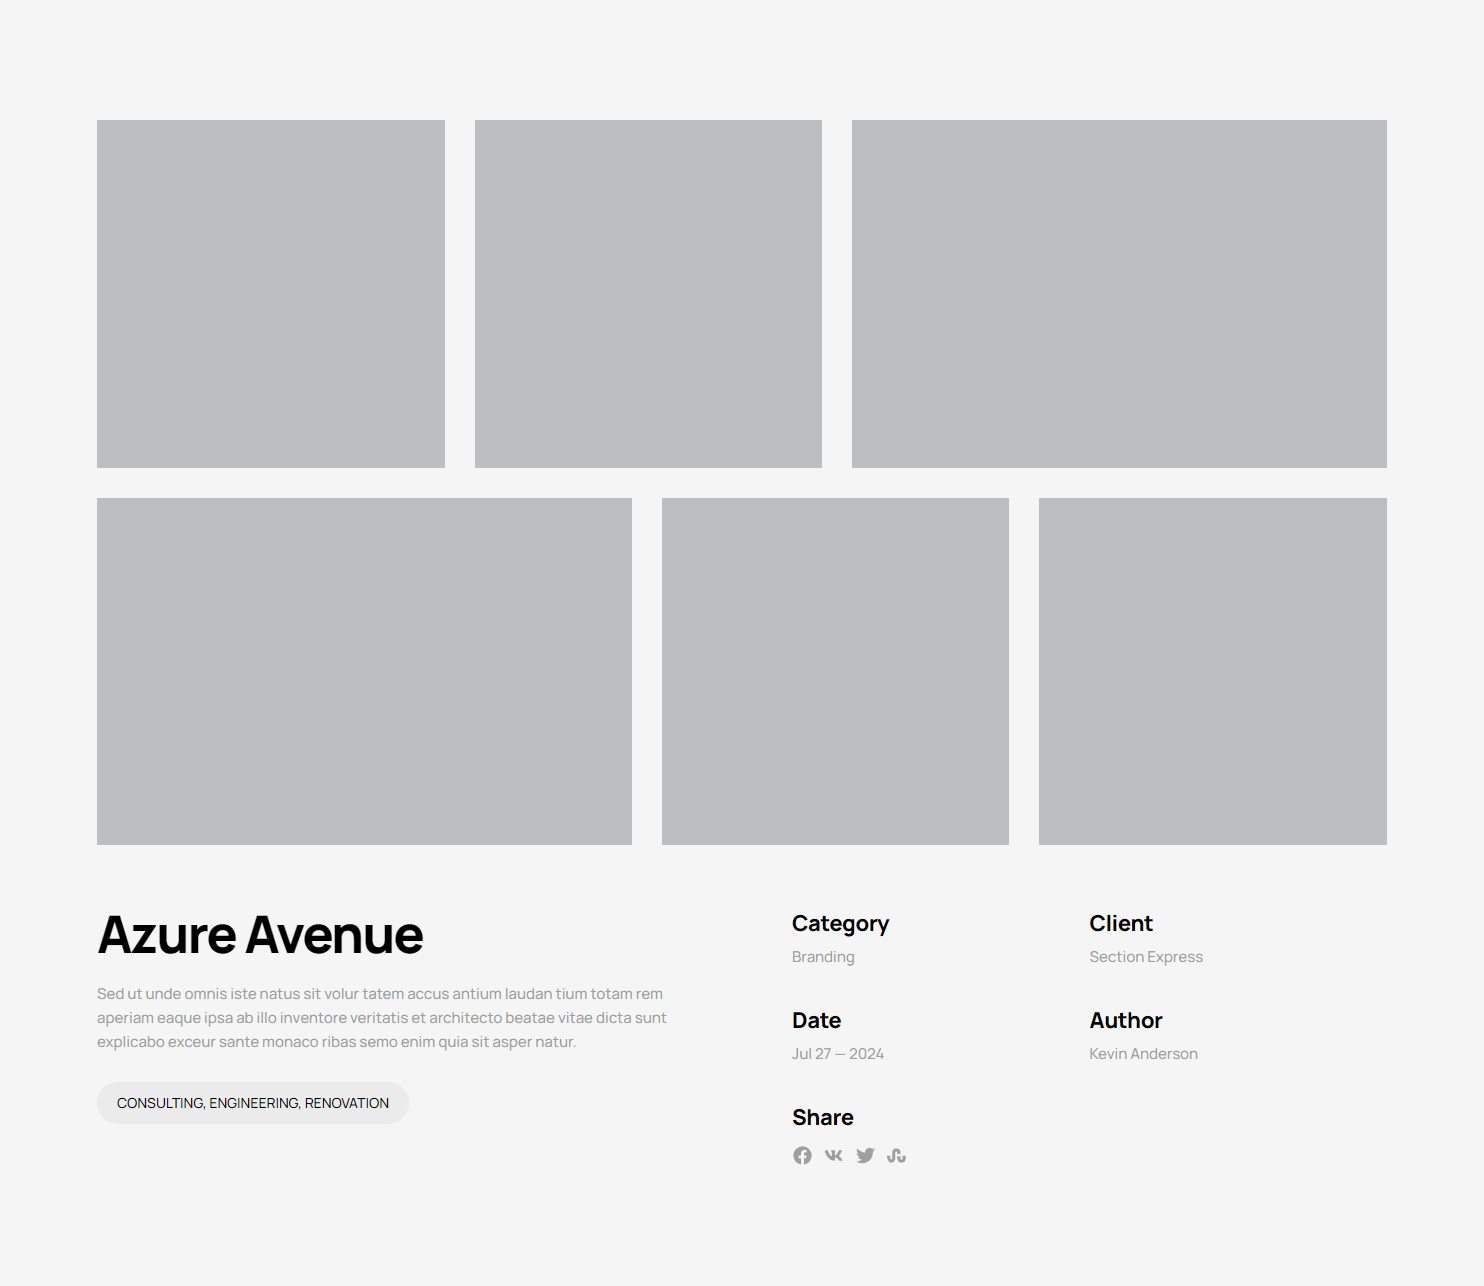 Azure Avenue
Sed ut unde omnis iste natus sit volur tatem accus antium laudan tium totam rem
aperiam eaque ipsa ab illo inventore veritatis et architecto beatae vitae dicta sunt
explicabo exceur sante monaco ribas semo enim quia sit asper natur.
CONSULTING, ENGINEERING, RENOVATION
Category
Branding
Client
Section Express
Date
Jul 27 — 2024
Author
Kevin Anderson
Share